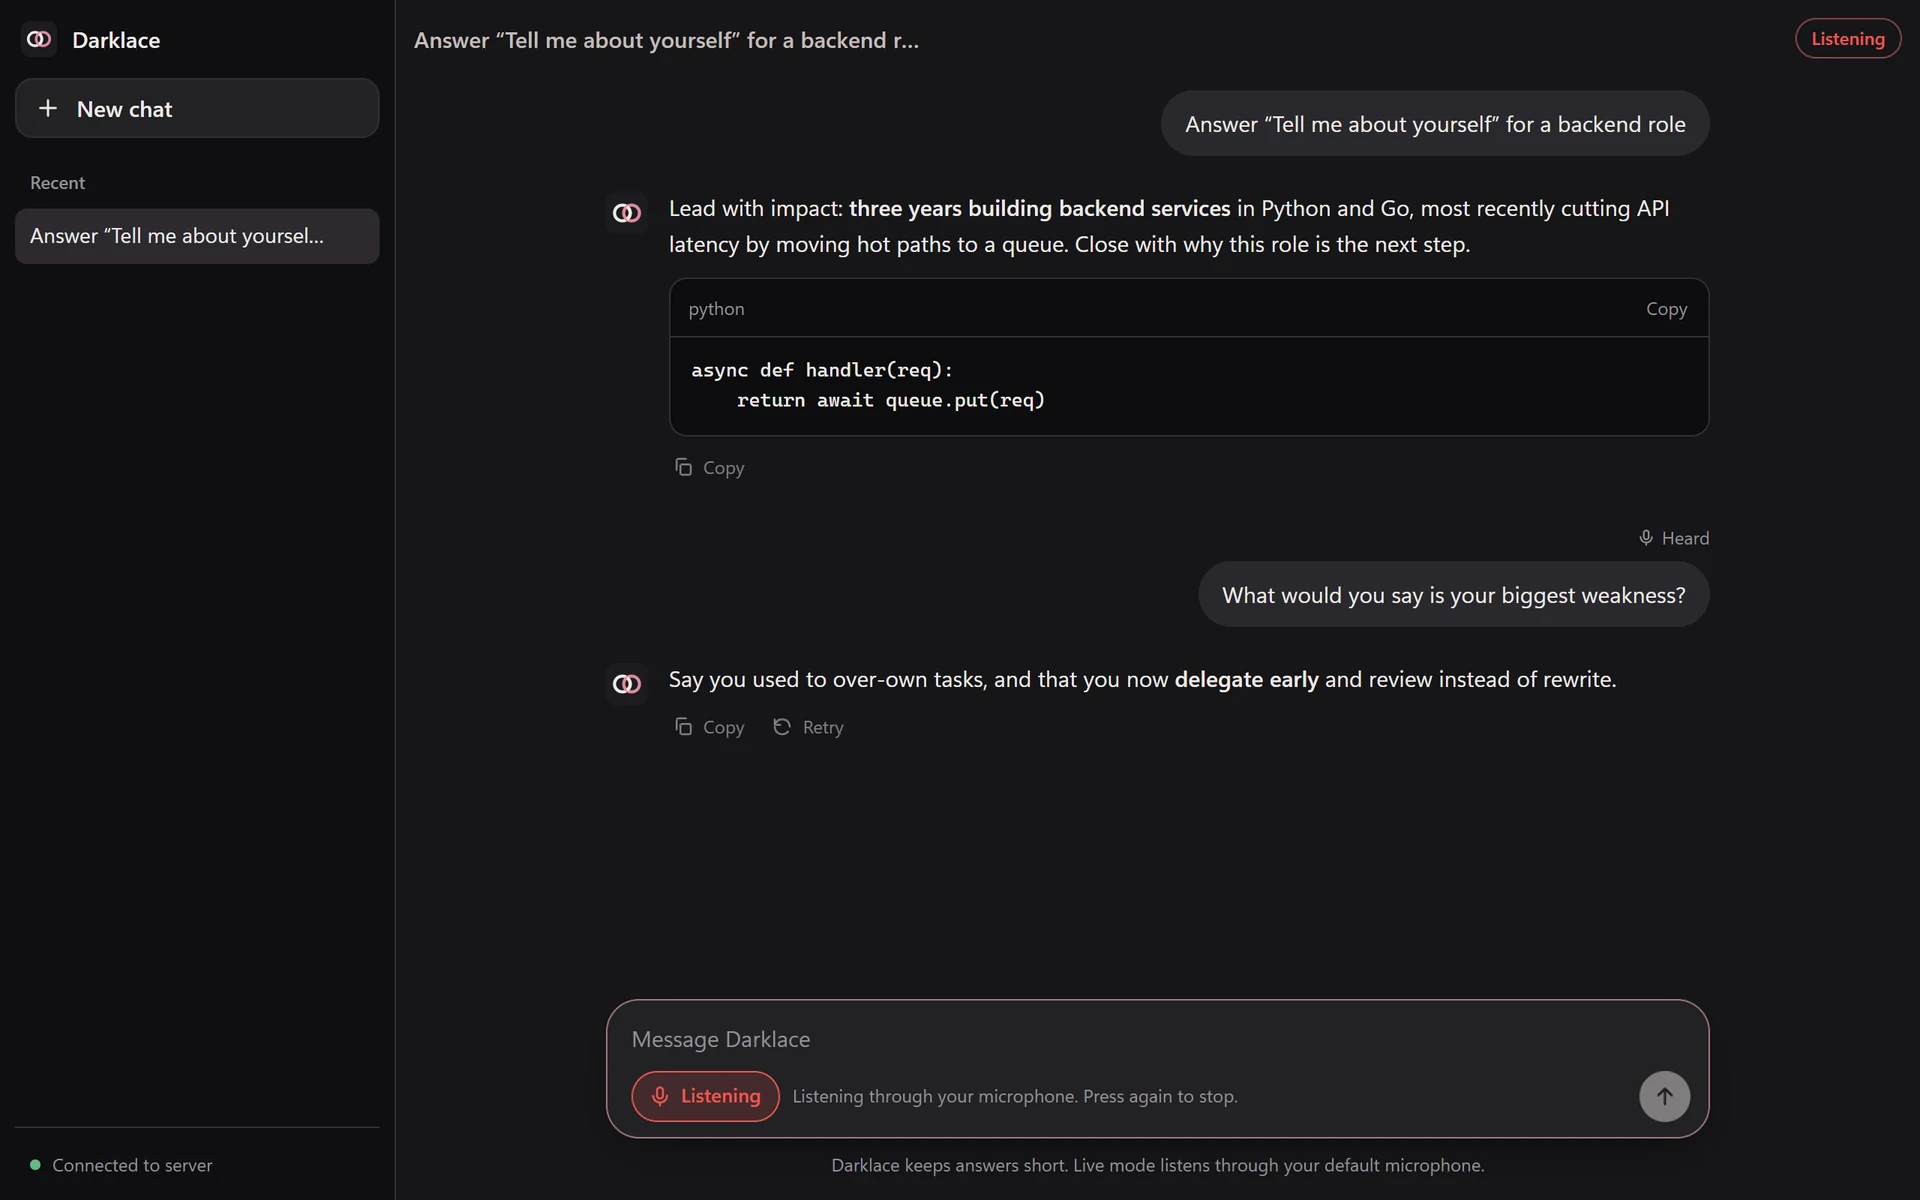 Darklace
New chat
Recent
Answer “Tell me about yoursel...
Connected to server
Answer “Tell me about yourself” for a backend r...
Listening
Answer “Tell me about yourself” for a backend role
Lead with impact: three years building backend services in Python and Go, most recently cutting API
latency by moving hot paths to a queue. Close with why this role is the next step.
python
Copy
async def handler(req):
    return await queue.put(req)
Copy
Heard
What would you say is your biggest weakness?
Say you used to over-own tasks, and that you now delegate early and review instead of rewrite.
Copy
Retry
Message Darklace
Listening
Listening through your microphone. Press again to stop.
Darklace keeps answers short. Live mode listens through your default microphone.